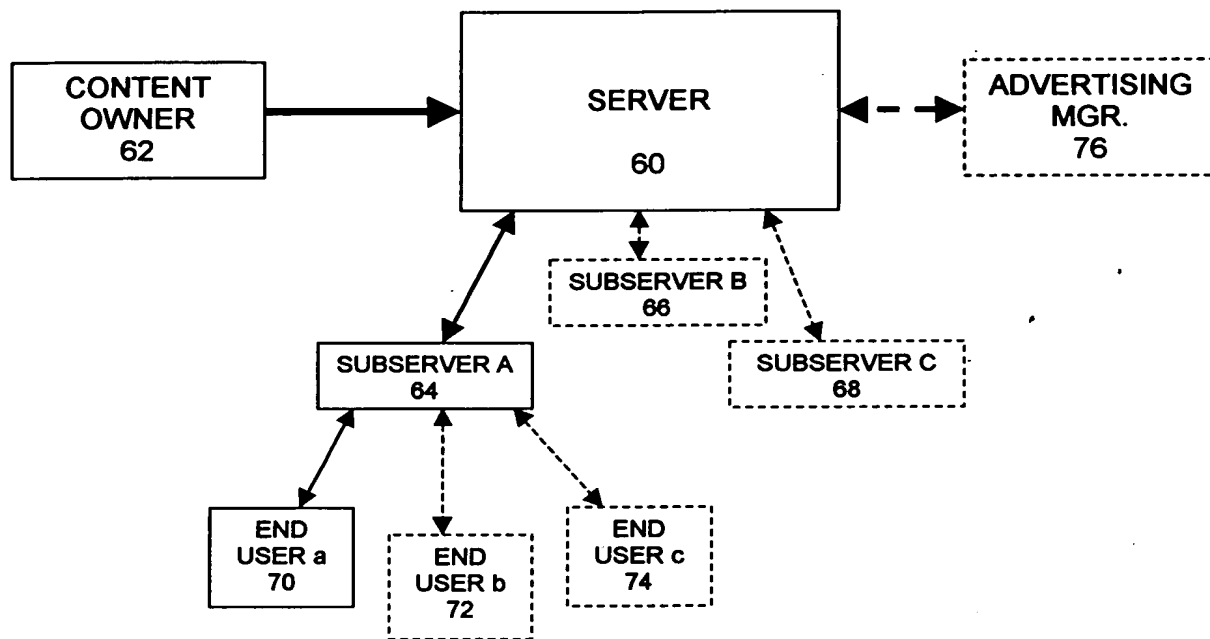 CONTENT
OWNER
62
SERVER
60
ADVERTISING
MGR.
76
SUBSERVER B
66
SUBSERVER A
64
SUBSERVER C
68
END
USER a
70
END
USER b
72
END
USER c
74